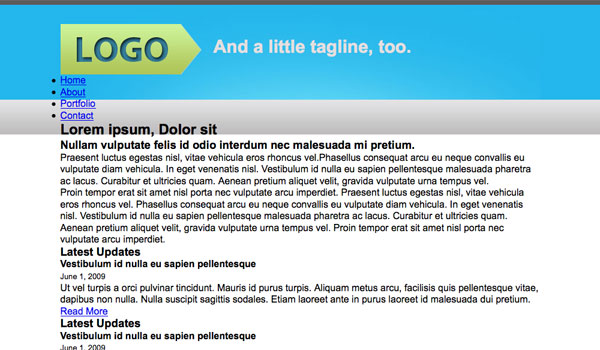 LOGO
And a little tagline, too.
Home
About
Portfolio
Contact
Lorem ipsum, Dolor sit
Nullam vulputate felis id odio interdum nec malesuada mi pretium.
Praesent luctus egestas nisl, vitae vehicula eros rhoncus vel.Phasellus consequat arcu eu neque convallis eu
vulputate diam vehicula. In eget venenatis nisl. Vestibulum id nulla eu sapien pellentesque malesuada pharetra
ac lacus. Curabitur et ultricies quam. Aenean pretium aliquet velit, gravida vulputate urna tempus vel.
Proin tempor erat sit amet nisl porta nec vulputate arcu imperdiet. Praesent luctus egestas nisl, vitae vehicula
eros rhoncus vel. Phasellus consequat arcu eu neque convallis eu vulputate diam vehicula. In eget venenatis
nisl. Vestibulum id nulla eu sapien pellentesque malesuada pharetra ac lacus. Curabitur et ultricies quam.
Aenean pretium aliquet velit, gravida vulputate urna tempus vel. Proin tempor erat sit amet nisl porta nec
vulputate arcu imperdiet.
Latest Updates
Vestibulum id nulla eu sapien pellentesque
June 1, 2009
Ut vel turpis a orci pulvinar tincidunt. Mauris id purus turpis. Aliquam metus arcu, facilisis quis pellentesque vitae,
dapibus non nulla. Nulla suscipit sagittis sodales. Etiam laoreet ante in purus laoreet id malesuada dui pretium.
Read More
Latest Updates
Vestibulum id nulla eu sapien pellentesque
June 1, 2009